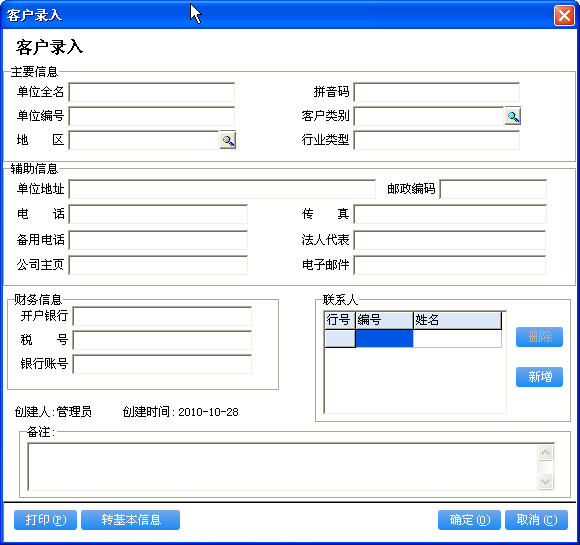 客户录入
客户录入
主要信息
单位全名 拼音码
单位编号 客户类别
地 区 行业类型
辅助信息
单位地址 邮政编码
电 话 传 真
备用电话 法人代表
公司主页 电子邮件
财务信息 联系人
开户银行 行号 编号 姓名
税 号 删除
银行账号 新增
创建人:管理员 创建时间:2010-10-28
备注:
打印(P) 转基本信息 确定(O) 取消(C)